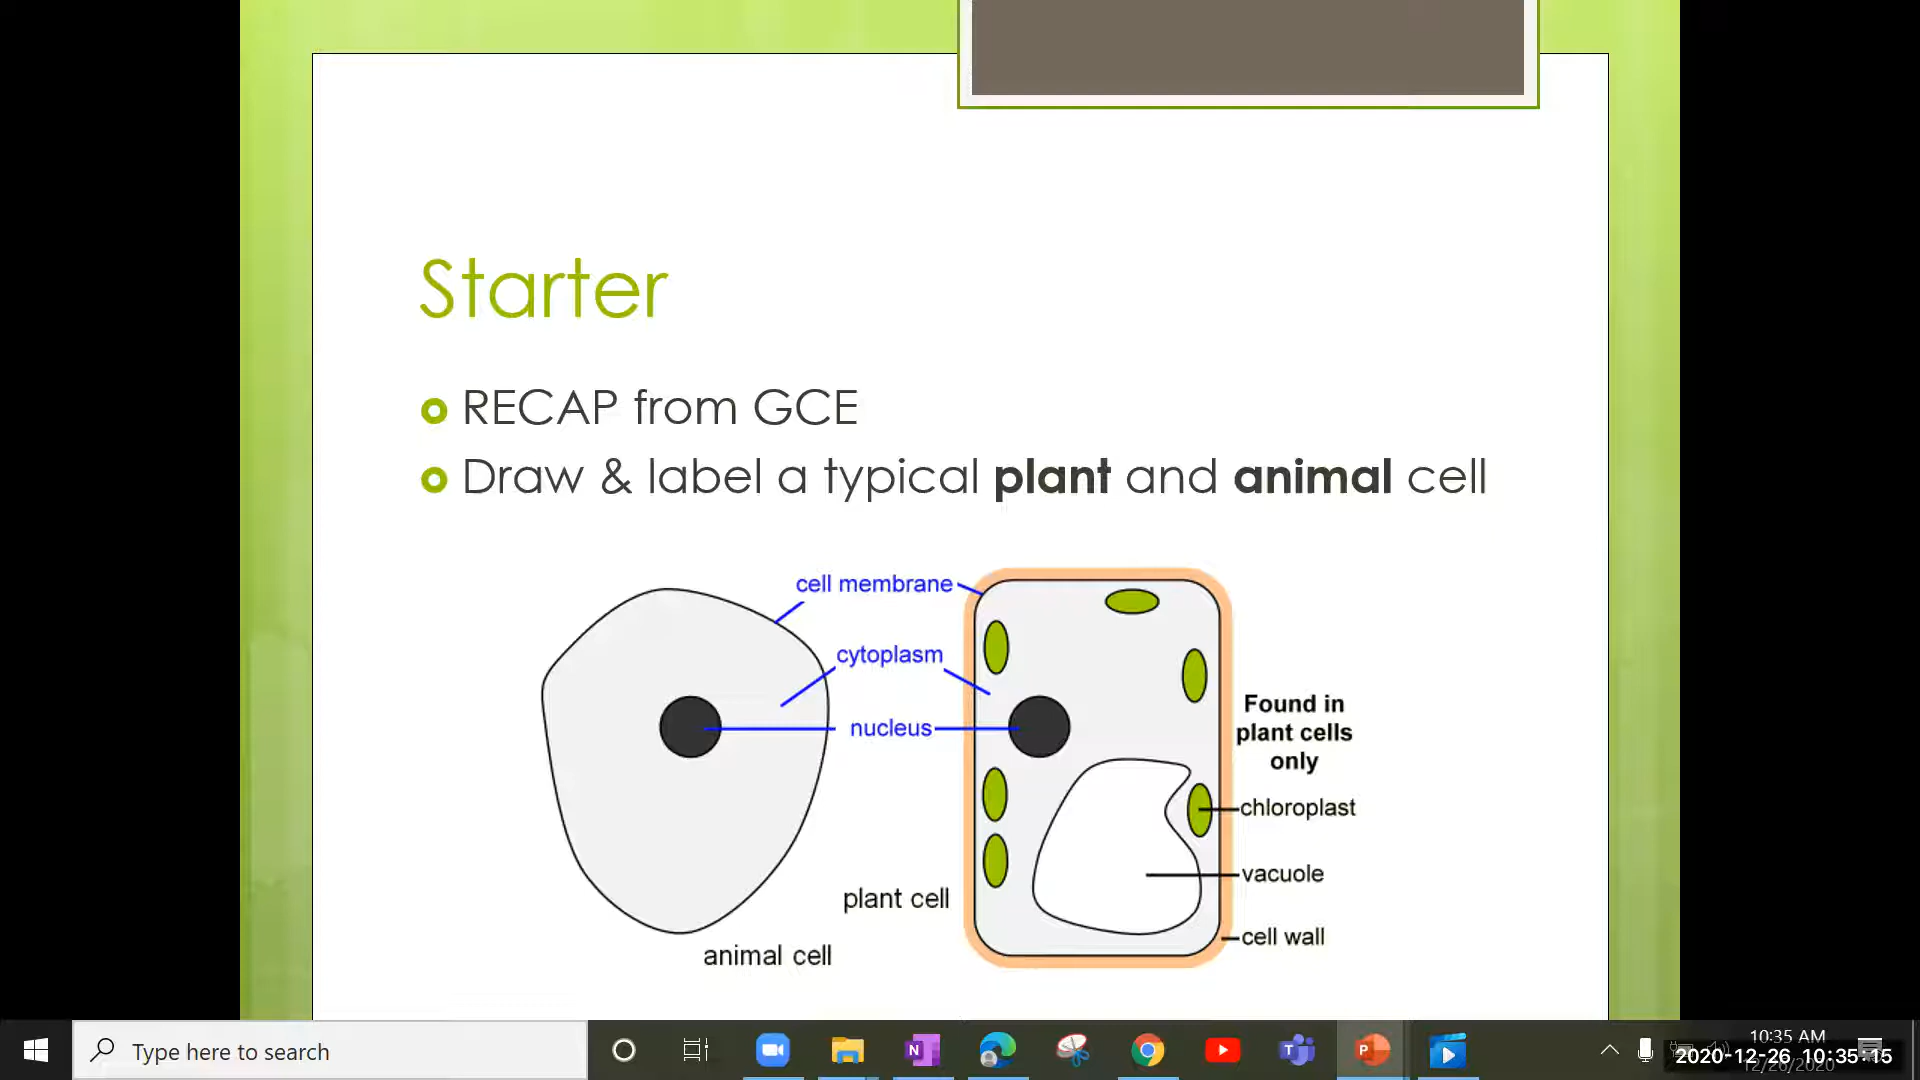 Starter
RECAP from GCE
Draw & label a typical plant and animal cell
cell membrane
cytoplasm
nucleus
Found in
plant cells
only
chloroplast
vacuole
cell wall
plant cell
animal cell
Type here to search
10:35 AM
2020-12-26 10:35:15
12/26/2020